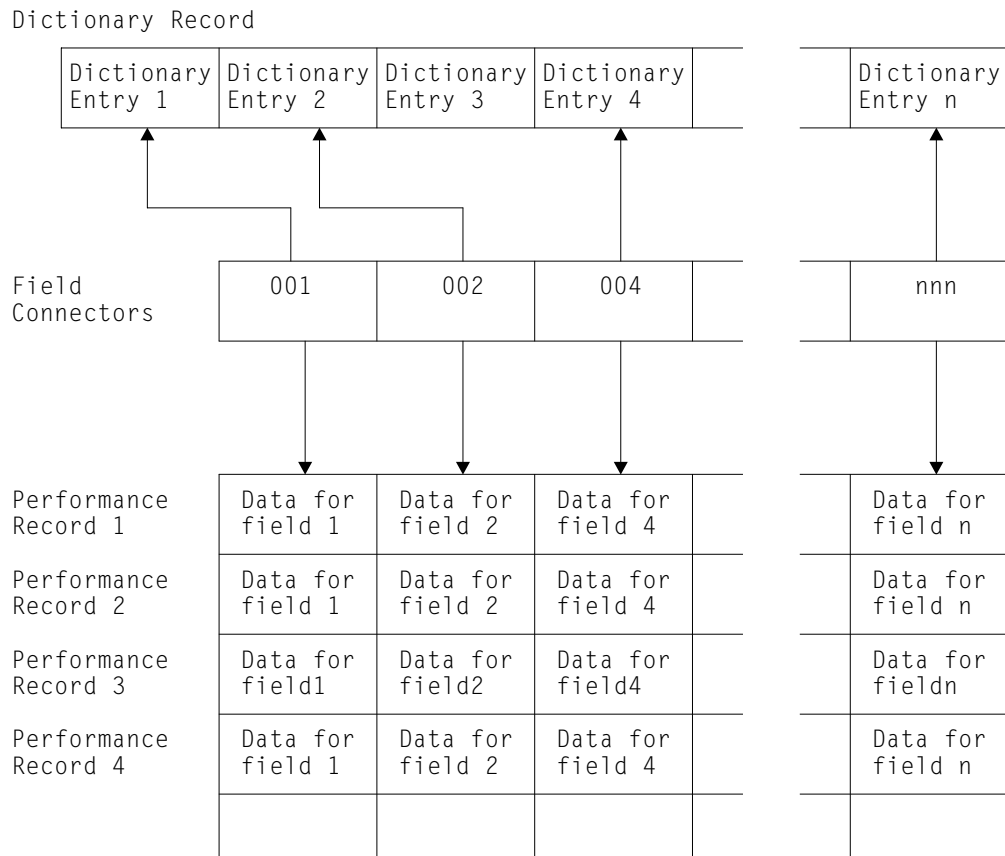 Dictionary Record
Dictionary Dictionary Dictionary Dictionary Dictionary
Entry 1 Entry 2 Entry 3 Entry 4 Entry n
Field 001 002 004 nnn
Connectors
Performance Data for Data for Data for Data for
Record 1 field 1 field 2 field 4 field n
Performance Data for Data for Data for Data for
Record 2 field 1 field 2 field 4 field n
Performance Data for Data for Data for Data for
Record 3 field1 field2 field4 fieldn
Performance Data for Data for Data for Data for
Record 4 field 1 field 2 field 4 field n